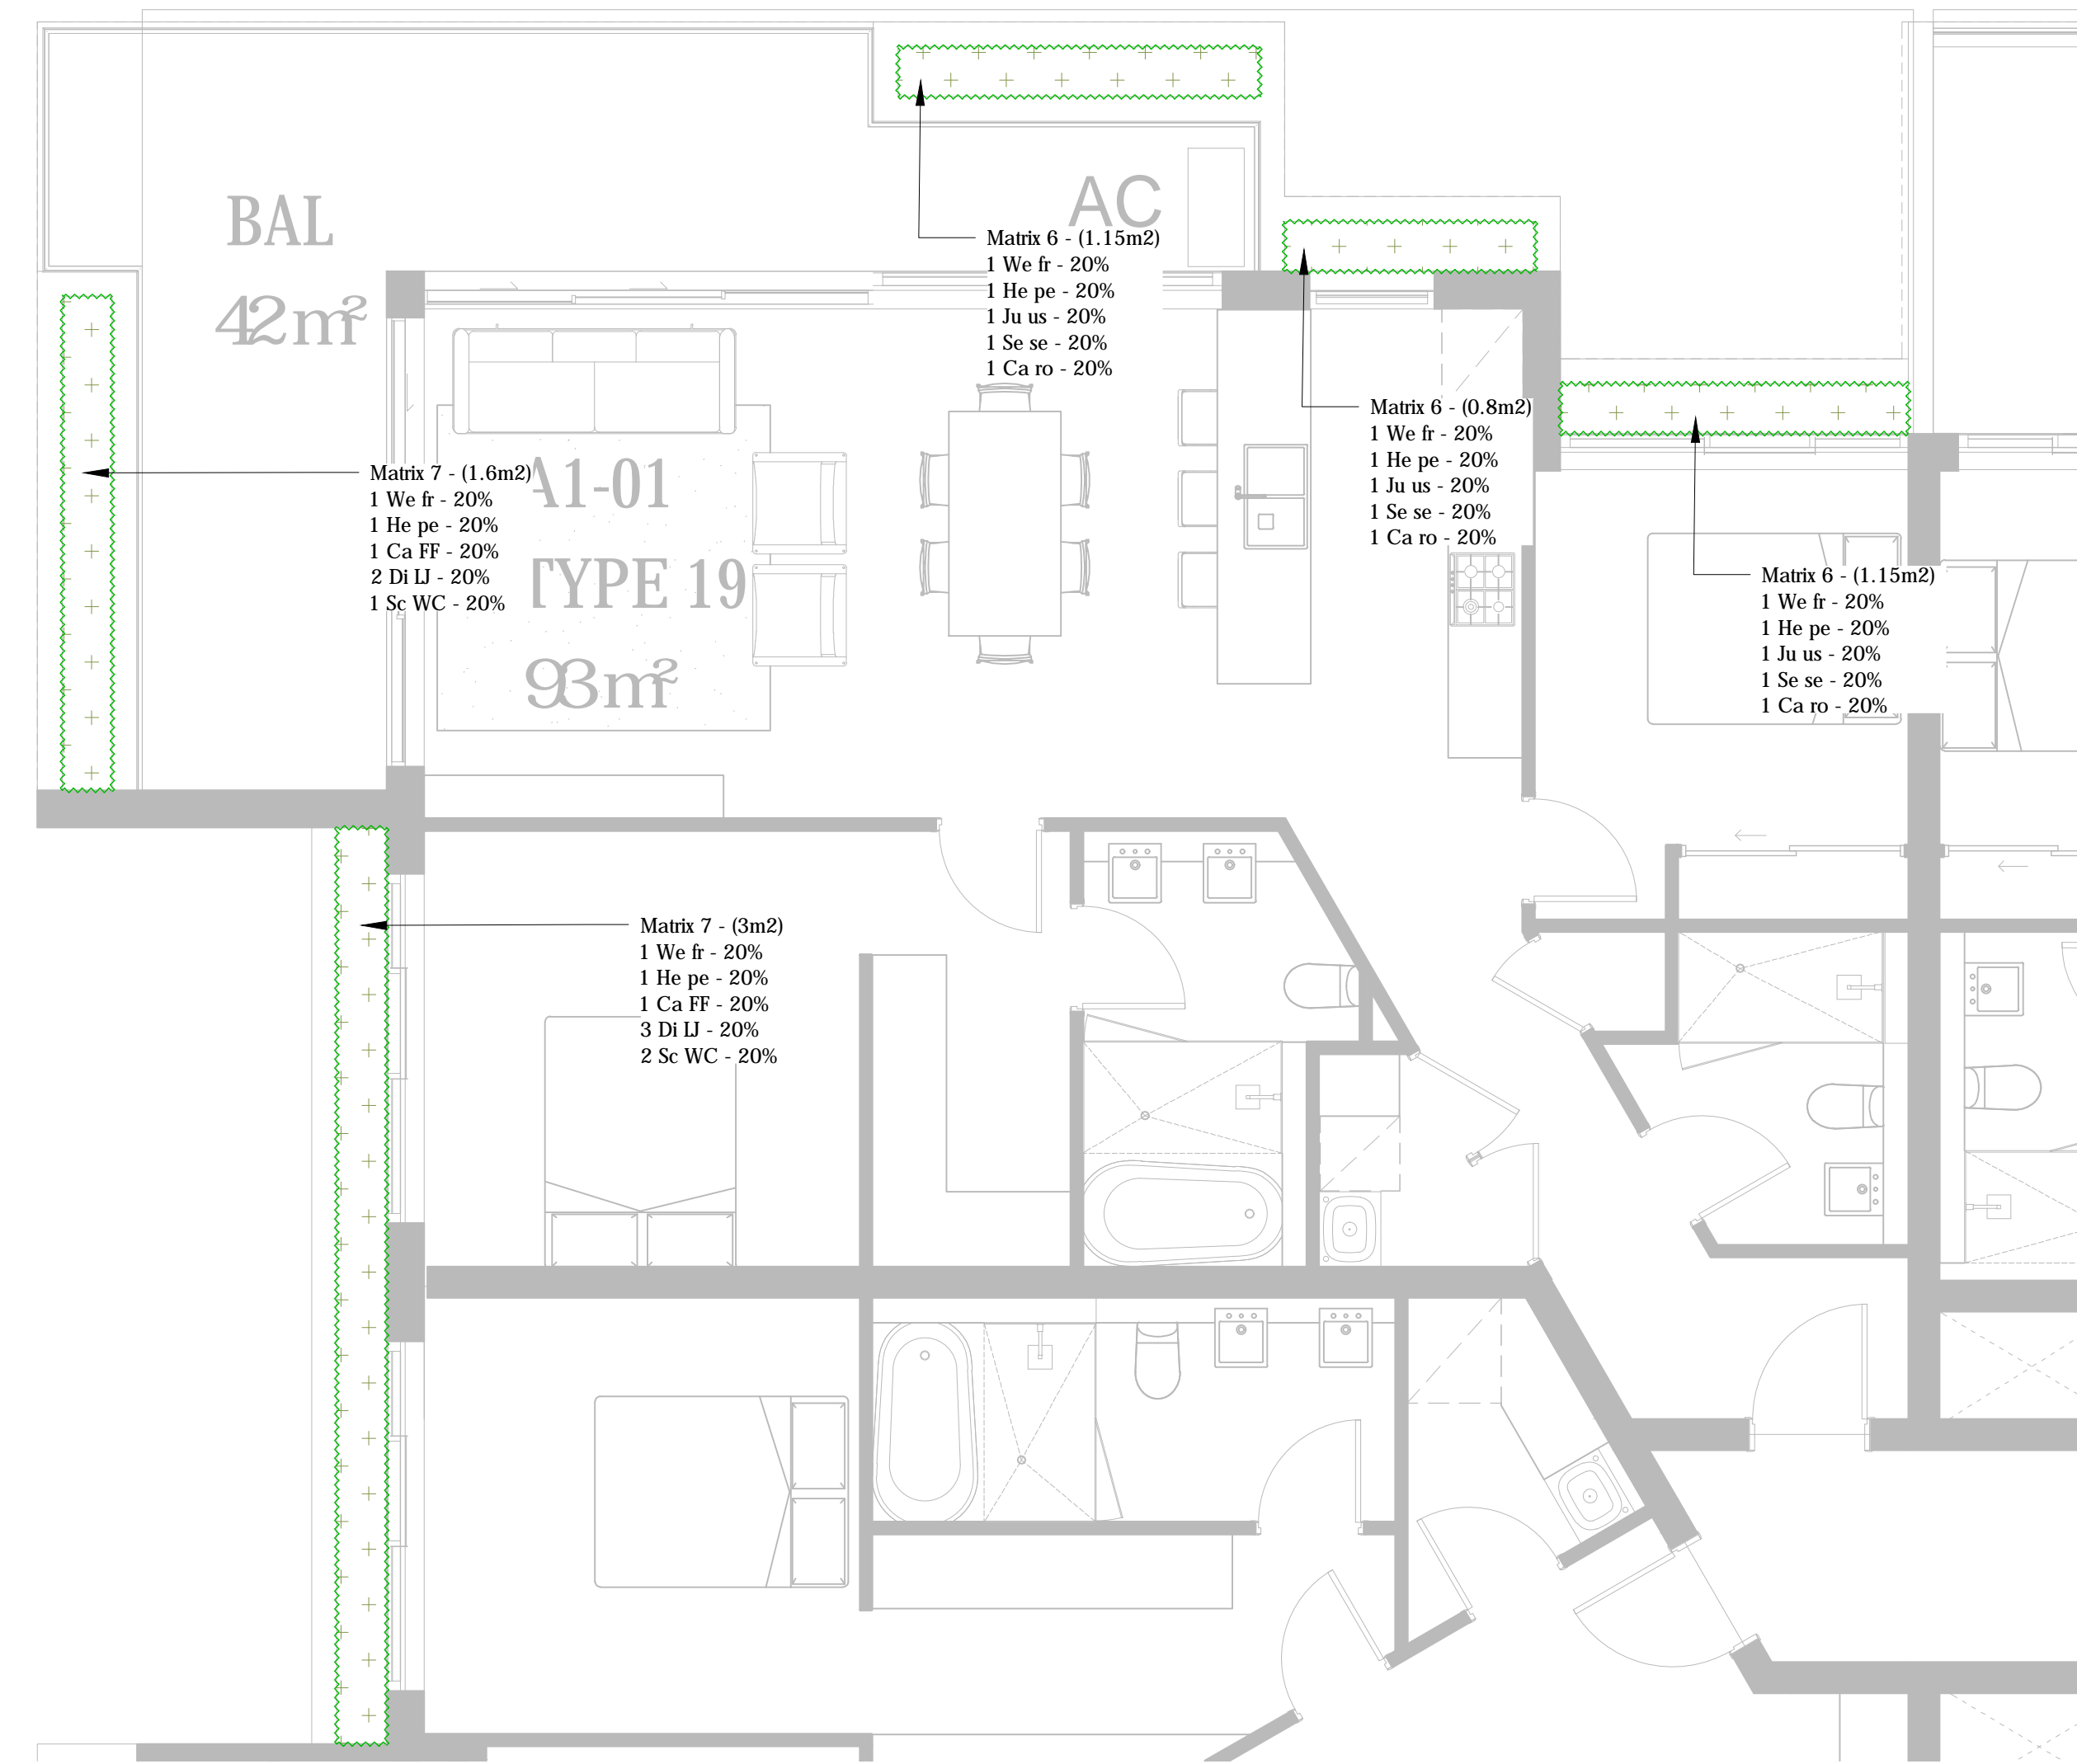 BAL
42m²
AC
Matrix 6 - (1.15m2)
1 We fr - 20%
1 He pe - 20%
1 Ju us - 20%
1 Se se - 20%
1 Ca ro - 20%
Matrix 6 - (0.8m2)
1 We fr - 20%
1 He pe - 20%
1 Ju us - 20%
1 Se se - 20%
1 Ca ro - 20%
Matrix 7 - (1.6m2)
1 We fr - 20%
1 He pe - 20%
1 Ca FF - 20%
2 Di LJ - 20%
1 Sc WC - 20%
A1-01
TYPE 19
93m²
Matrix 6 - (1.15m2)
1 We fr - 20%
1 He pe - 20%
1 Ju us - 20%
1 Se se - 20%
1 Ca ro - 20%
Matrix 7 - (3m2)
1 We fr - 20%
1 He pe - 20%
1 Ca FF - 20%
3 Di LJ - 20%
2 Sc WC - 20%